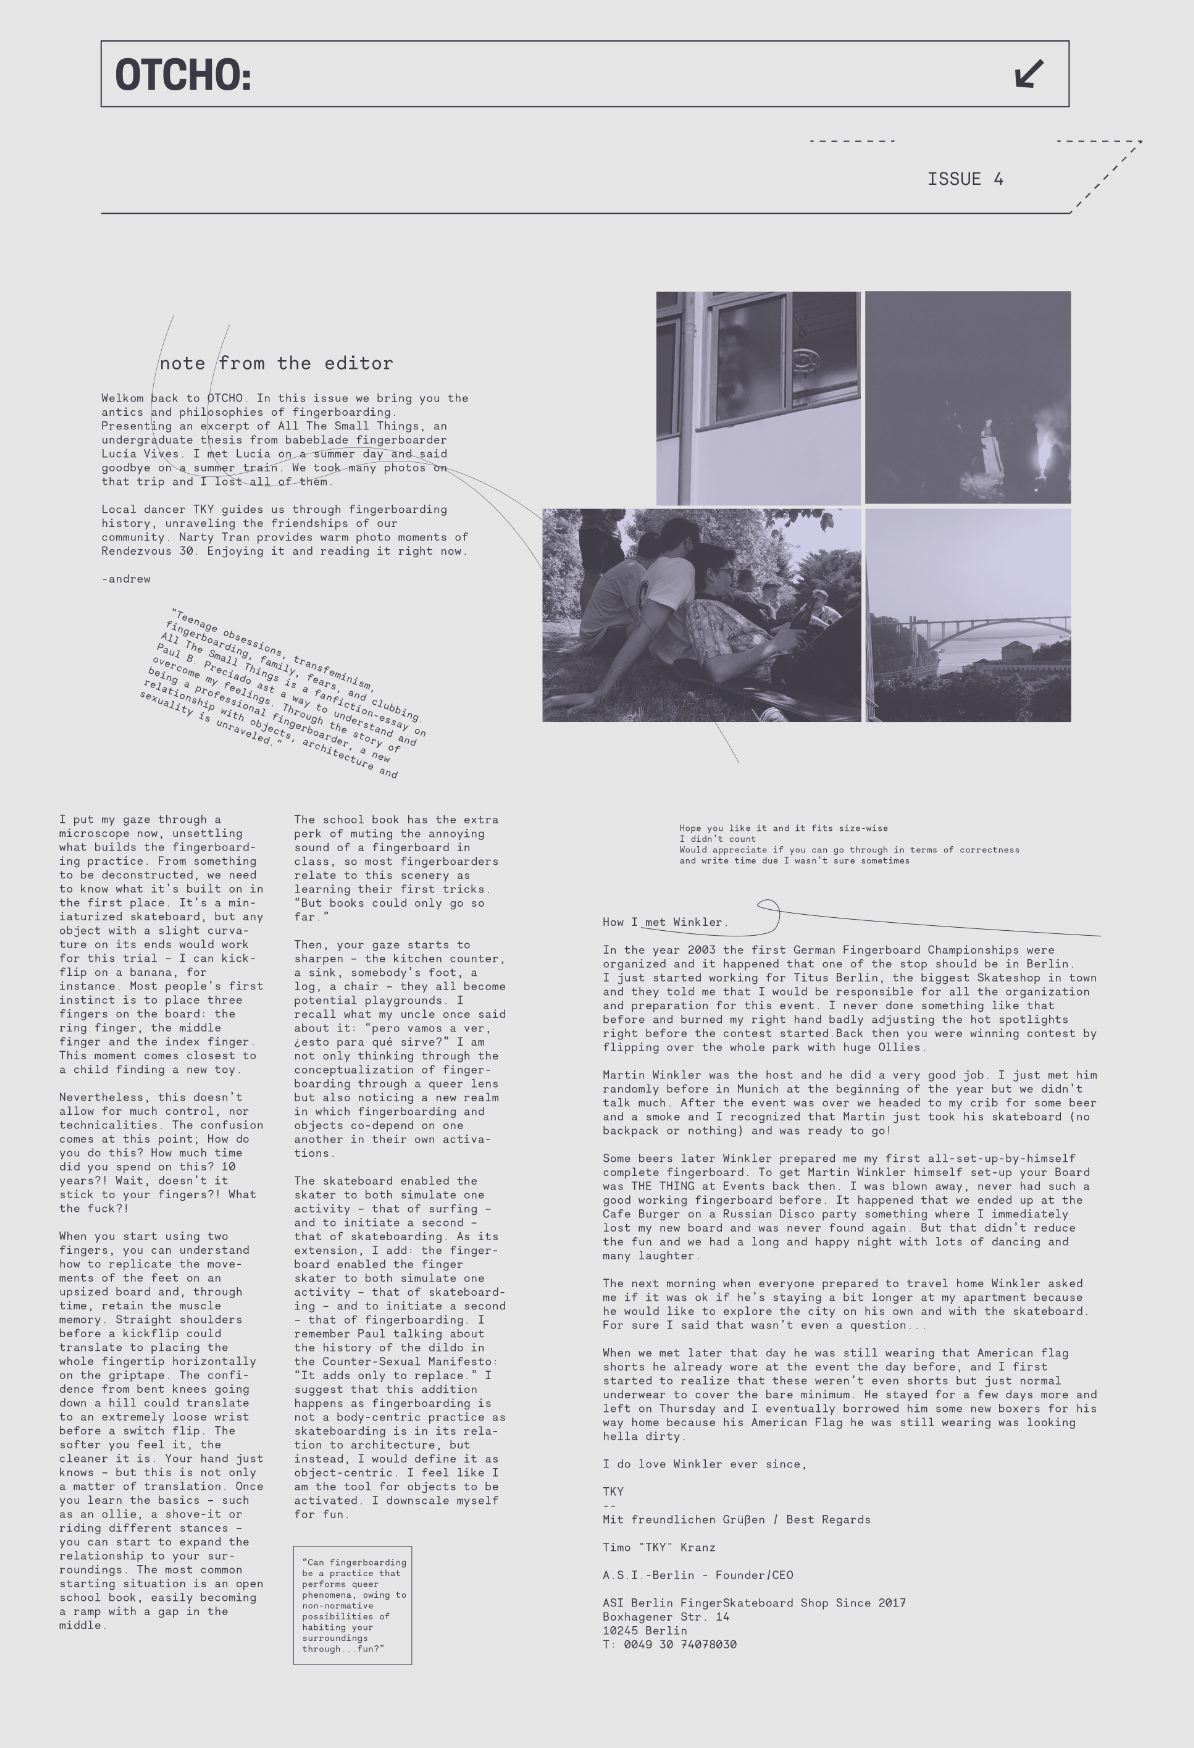 OTCHO:
ISSUE 4
note from the editor
Welkom back to OTCHO. In this issue we bring you the
antics and philosophies of fingerboarding.
Presenting an excerpt of All The Small Things, an
undergraduate thesis from babeblade fingerboarder
Lucía Vives. I met Lucía on a summer day and said
goodbye on a summer train. We took many photos on
that trip and I lost all of them.
Local dancer TKY guides us through fingerboarding
history, unraveling the friendships of our
community. Narty Tran provides warm photo moments of
Rendezvous 30. Enjoying it and reading it right now.
-andrew
“Teenage obsessions, transfeminism,
fingerboarding, family, fears, and clubbing.
All The Small Things is a fanfiction-essay on
Paul B. Preciado ast a way to understand and
overcome my feelings. Through the story of
being a professional fingerboarder, a new
relationship with objects, architecture and
sexuality is unraveled.”
I put my gaze through a
microscope now, unsettling
what builds the fingerboard-
ing practice. From something
to be deconstructed, we need
to know what it’s built on in
the first place. It’s a min-
iaturized skateboard, but any
object with a slight curva-
ture on its ends would work
for this trial – I can kick-
flip on a banana, for
instance. Most people’s first
instinct is to place three
fingers on the board: the
ring finger, the middle
finger and the index finger.
This moment comes closest to
a child finding a new toy.
Nevertheless, this doesn’t
allow for much control, nor
technicalities. The confusion
comes at this point; How do
you do this? How much time
did you spend on this? 10
years?! Wait, doesn’t it
stick to your fingers?! What
the fuck?!
When you start using two
fingers, you can understand
how to replicate the move-
ments of the feet on an
upsized board and, through
time, retain the muscle
memory. Straight shoulders
before a kickflip could
translate to placing the
whole fingertip horizontally
on the griptape. The confi-
dence from bent knees going
down a hill could translate
to an extremely loose wrist
before a switch flip. The
softer you feel it, the
cleaner it is. Your hand just
knows – but this is not only
a matter of translation. Once
you learn the basics – such
as an ollie, a shove-it or
riding different stances –
you can start to expand the
relationship to your sur-
roundings. The most common
starting situation is an open
school book, easily becoming
a ramp with a gap in the
middle.
The school book has the extra
perk of muting the annoying
sound of a fingerboard in
class, so most fingerboarders
relate to this scenery as
learning their first tricks.
“But books could only go so
far.”
Then, your gaze starts to
sharpen – the kitchen counter,
a sink, somebody’s foot, a
log, a chair – they all become
potential playgrounds. I
recall what my uncle once said
about it: “pero vamos a ver,
¿esto para qué sirve?” I am
not only thinking through the
conceptualization of finger-
boarding through a queer lens
but also noticing a new realm
in which fingerboarding and
objects co-depend on one
another in their own activa-
tions.
The skateboard enabled the
skater to both simulate one
activity – that of surfing –
and to initiate a second –
that of skateboarding. As its
extension, I add: the finger-
board enabled the finger
skater to both simulate one
activity – that of skateboard-
ing – and to initiate a second
– that of fingerboarding. I
remember Paul talking about
the history of the dildo in
the Counter-Sexual Manifesto:
“It adds only to replace.” I
suggest that this addition
happens as fingerboarding is
not a body-centric practice as
skateboarding is in its rela-
tion to architecture, but
instead, I would define it as
object-centric. I feel like I
am the tool for objects to be
activated. I downscale myself
for fun.
“Can fingerboarding
be a practice that
performs queer
phenomena, owing to
non-normative
possibilities of
habiting your
surroundings
through...fun?”
Hope you like it and it fits size-wise
I didn’t count
Would appreciate if you can go through in terms of correctness
and write time due I wasn’t sure sometimes
How I met Winkler.
In the year 2003 the first German Fingerboard Championships were
organized and it happened that one of the stop should be in Berlin.
I just started working for Titus Berlin, the biggest Skateshop in town
and they told me that I would be responsible for all the organization
and preparation for this event. I never done something like that
before and burned my right hand badly adjusting the hot spotlights
right before the contest started.Back then you were winning contest by
flipping over the whole park with huge Ollies.
Martin Winkler was the host and he did a very good job. I just met him
randomly before in Munich at the beginning of the year but we didn’t
talk much. After the event was over we headed to my crib for some beer
and a smoke and I recognized that Martin just took his skateboard (no
backpack or nothing) and was ready to go!
Some beers later Winkler prepared me my first all-set-up-by-himself
complete fingerboard. To get Martin Winkler himself set-up your Board
was THE THING at Events back then. I was blown away, never had such a
good working fingerboard before. It happened that we ended up at the
Cafe Burger on a Russian Disco party something where I immediately
lost my new board and was never found again. But that didn’t reduce
the fun and we had a long and happy night with lots of dancing and
many laughter.
The next morning when everyone prepared to travel home Winkler asked
me if it was ok if he’s staying a bit longer at my apartment because
he would like to explore the city on his own and with the skateboard.
For sure I said that wasn’t even a question...
When we met later that day he was still wearing that American flag
shorts he already wore at the event the day before, and I first
started to realize that these weren’t even shorts but just normal
underwear to cover the bare minimum. He stayed for a few days more and
left on Thursday and I eventually borrowed him some new boxers for his
way home because his American Flag he was still wearing was looking
hella dirty.
I do love Winkler ever since,
TKY
--
Mit freundlichen Grüßen / Best Regards
Timo "TKY" Kranz
A.S.I.-Berlin - Founder/CEO
ASI Berlin FingerSkateboard Shop Since 2017
Boxhagener Str. 14
10245 Berlin
T: 0049 30 74078030